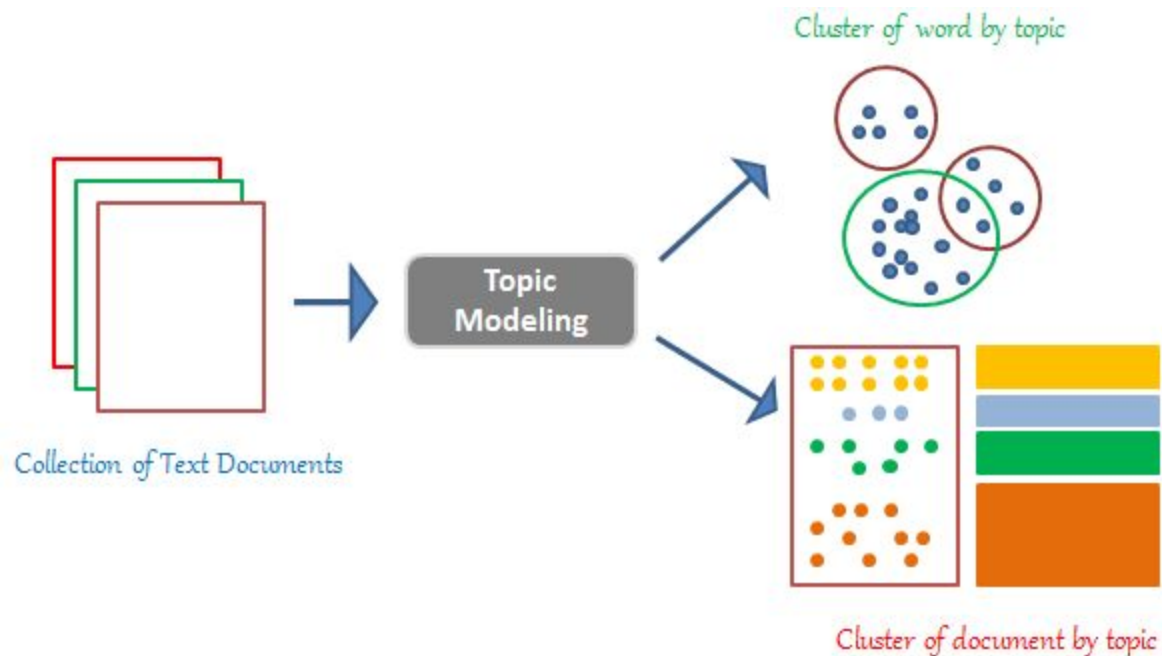 Cluster of word by topic
Topic
Modeling
Collection of Text Documents
Cluster of document by topic